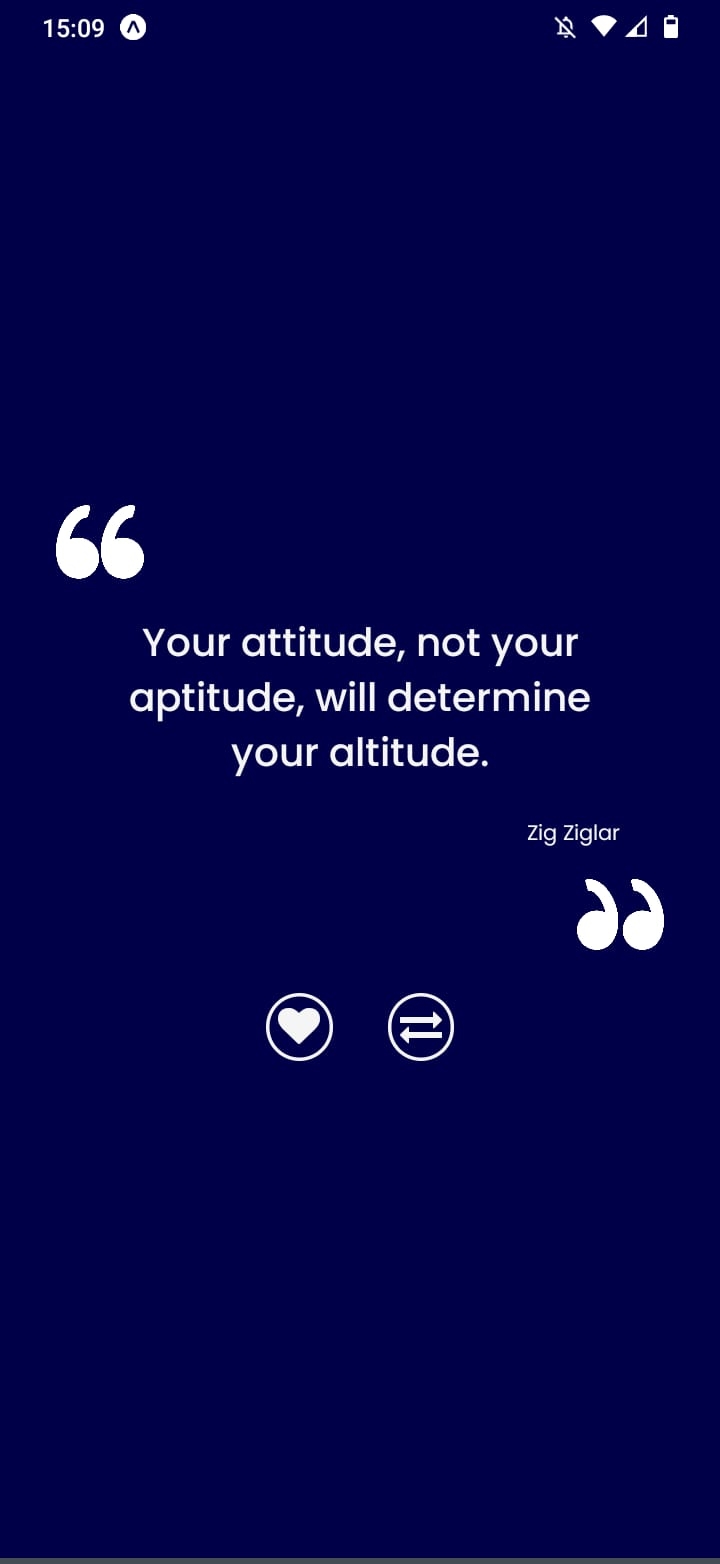 15:09
“
Your attitude, not your
aptitude, will determine
your altitude.
Zig Ziglar
”